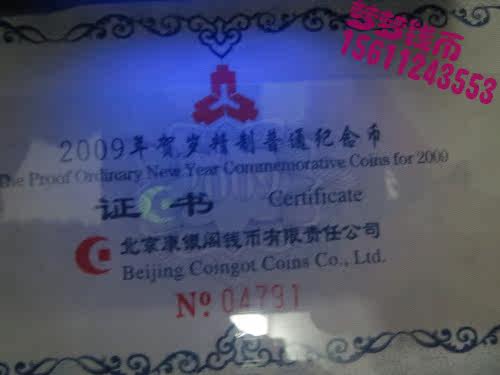 梦梦钱币
15611243553
2009年贺岁精制普通纪念币
The Proof Ordinary New Year Commemorative Coins for 2009
证书 Certificate
北京康银阁钱币有限责任公司
Beijing Coingot Coins Co., Ltd.
No. 04791